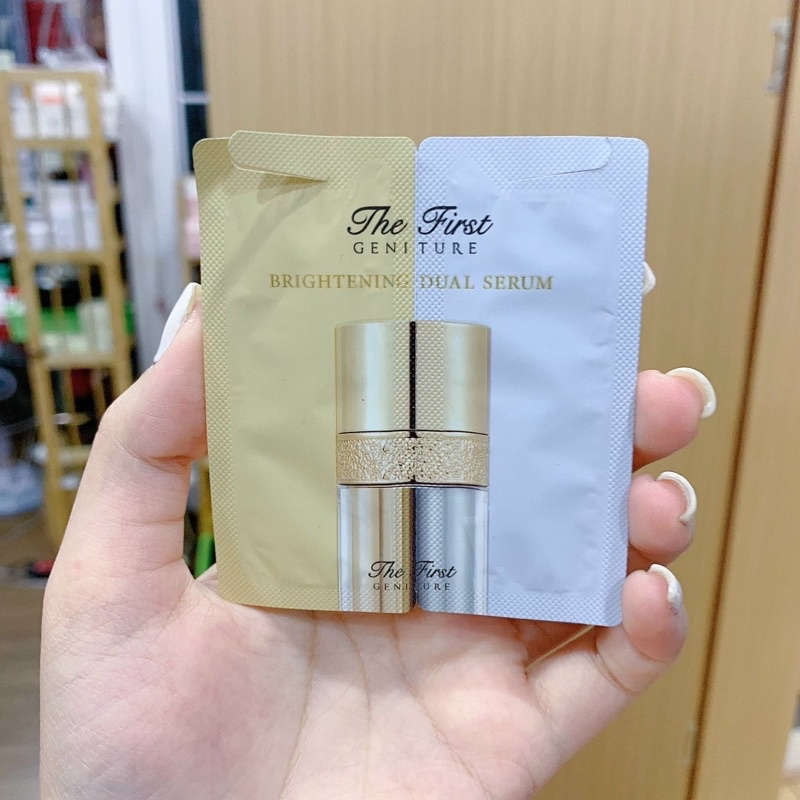 The First
GENITURE
BRIGHTENING DUAL SERUM
The First
GENITURE